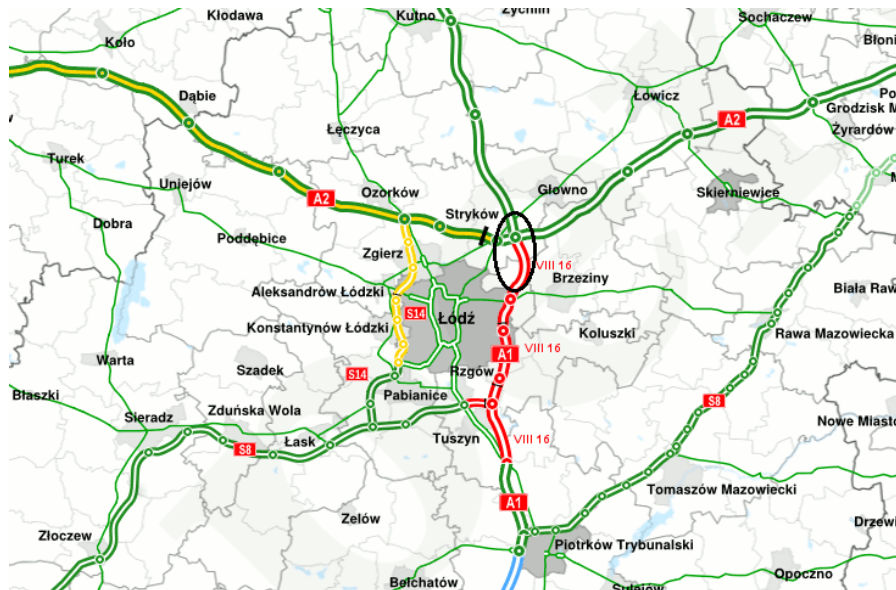 Kłodawa
Kutno
Żychlin
Sochaczew
Koło
Dąbie
Łowicz
A2
Grodzisk M
Żyrardów
Łęczyca
Turek
Uniejów
A2
Ozorków
Głowno
Skierniewice
Stryków
Dobra
Poddębice
Zgierz
VIII 16
Brzeziny
Aleksandrów Łódzki
Biała Raw
S14
Łódź
Konstantynów Łódzki
Koluszki
Rawa Mazowiecka
VIII 16
A1
Warta
Szadek
S14
Rzgów
Błaszki
Pabianice
S8
Sieradz
Zduńska Wola
Nowe Miasto
Łask
Tuszyn
VIII 16
S8
Tomaszów Mazowiecki
A1
Zelów
Drzewi
Złoczew
Piotrków Trybunalski
Opoczno
Bełchatów
Sulejów